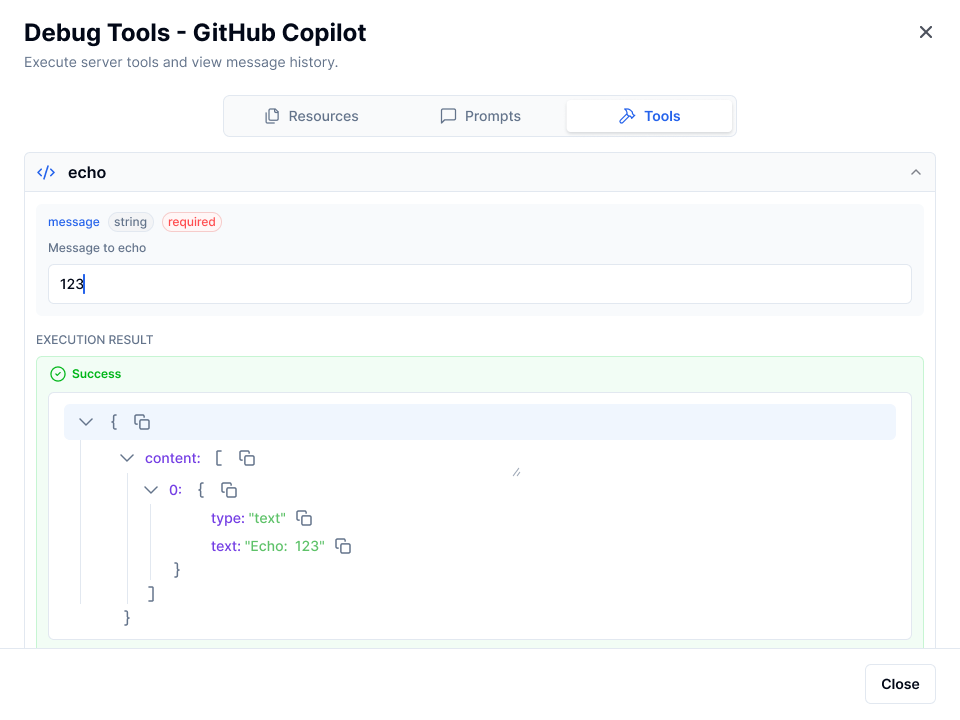 Debug Tools - GitHub Copilot
Execute server tools and view message history.
Resources Prompts Tools
echo
message string required
Message to echo
123
EXECUTION RESULT
Success
{
content: [
0: {
type: "text"
text: "Echo: 123"
}
]
}
Close